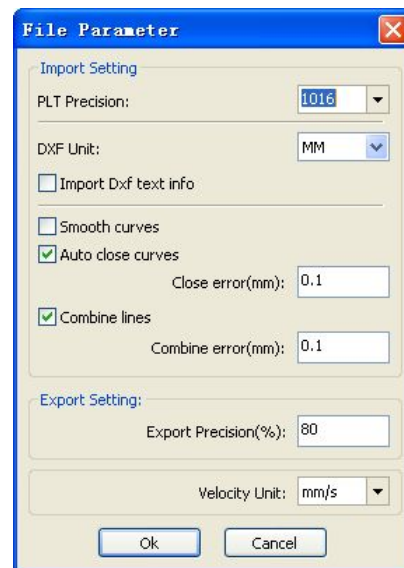 File Parameter
Import Setting
PLT Precision: 1016
DXF Unit: MM
Import Dxf text info
Smooth curves
Auto close curves
Close error(mm): 0.1
Combine lines
Combine error(mm): 0.1
Export Setting:
Export Precision(%): 80
Velocity Unit: mm/s
Ok Cancel